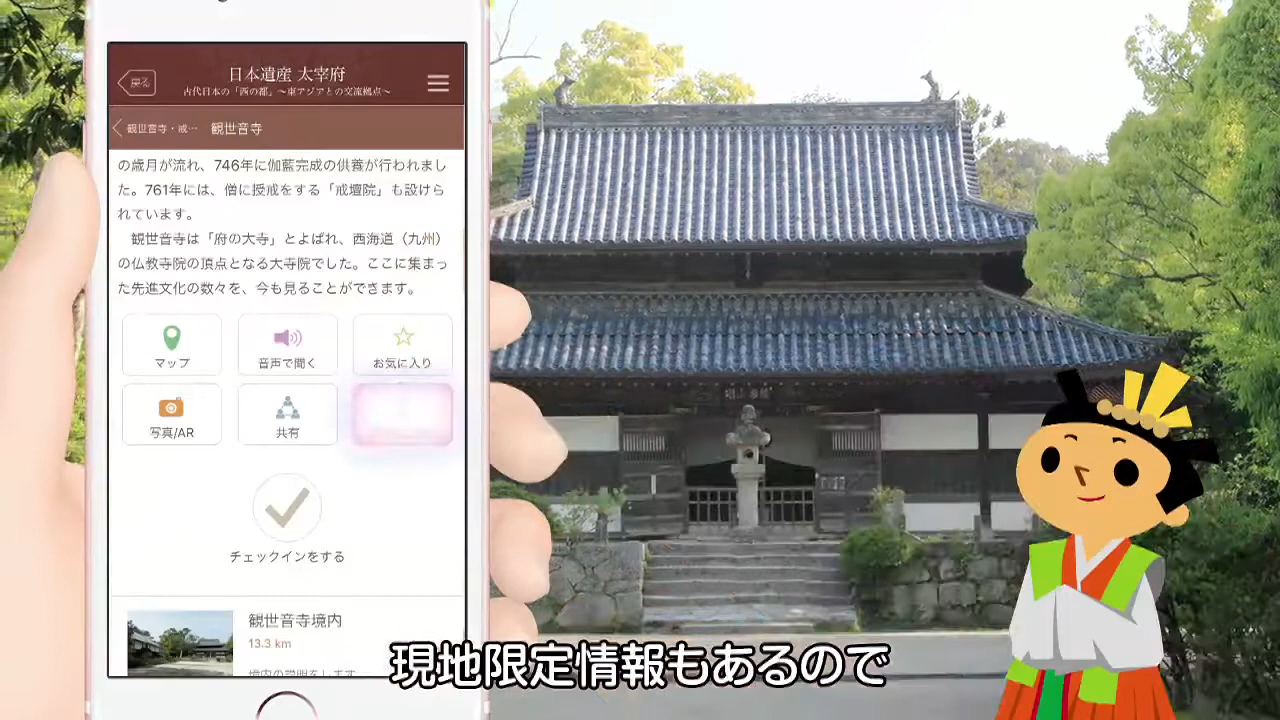 戻る
日本遺産 太宰府
古代日本の「西の都」～東アジアとの交流拠点～
観世音寺・戒… 観世音寺
の歳月が流れ、746年に伽藍完成の供養が行われまし
た。761年には、僧に授戒をする「戒壇院」も設けら
れています。
観世音寺は「府の大寺」とよばれ、西海道（九州）
の仏教寺院の頂点となる大寺院でした。ここに集まっ
た先進文化の数々を、今も見ることができます。
マップ
音声で聞く
お気に入り
写真/AR
共有
チェックインをする
観世音寺境内
13.3 km
境内の説明をします
現地限定情報もあるので